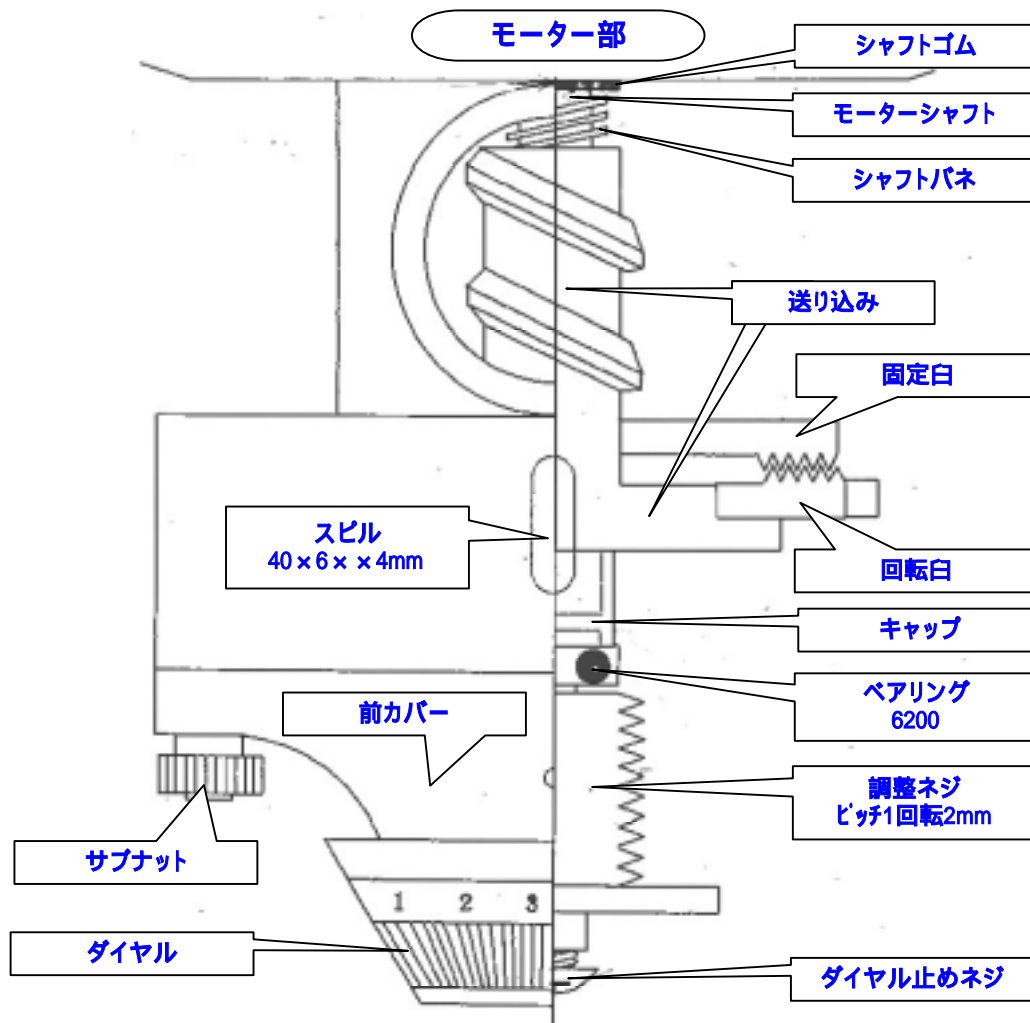 モーター部
シャフトゴム
モーターシャフト
シャフトバネ
送り込み
固定臼
スピル
40×6××4mm
回転臼
キャップ
ベアリング
6200
前カバー
調整ネジ
ピッチ1回転2mm
サブナット
1 2 3
ダイヤル
ダイヤル止めネジ